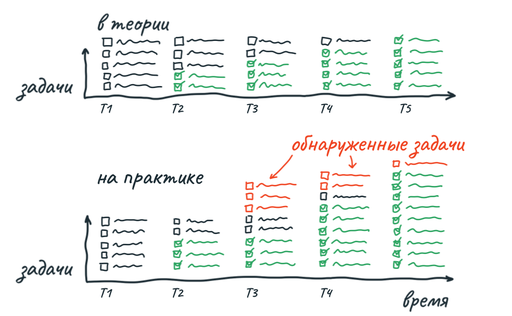 в теории
задачи
T1 T2 T3 T4 T5
обнаруженные задачи
на практике
задачи
T1 T2 T3 T4
время